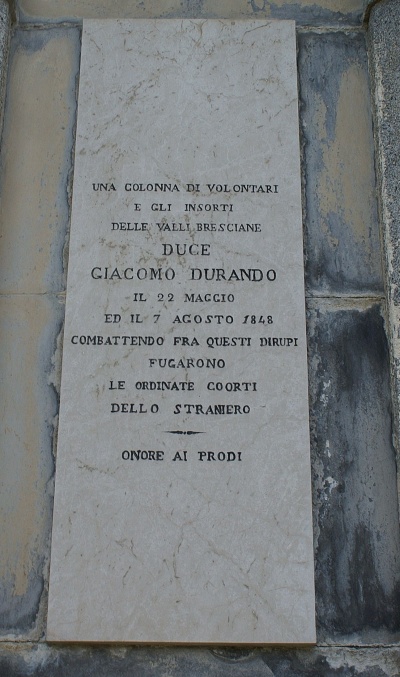 UNA COLONNA DI VOLONTARI
E GLI INSORTI
DELLE VALLI BRESCIANE
DUCE
GIACOMO DURANDO
IL 22 MAGGIO
ED IL 7 AGOSTO 1848
COMBATTENDO FRA QUESTI DIRUPI
FUGARONO
LE ORDINATE COORTI
DELLO STRANIERO
ONORE AI PRODI